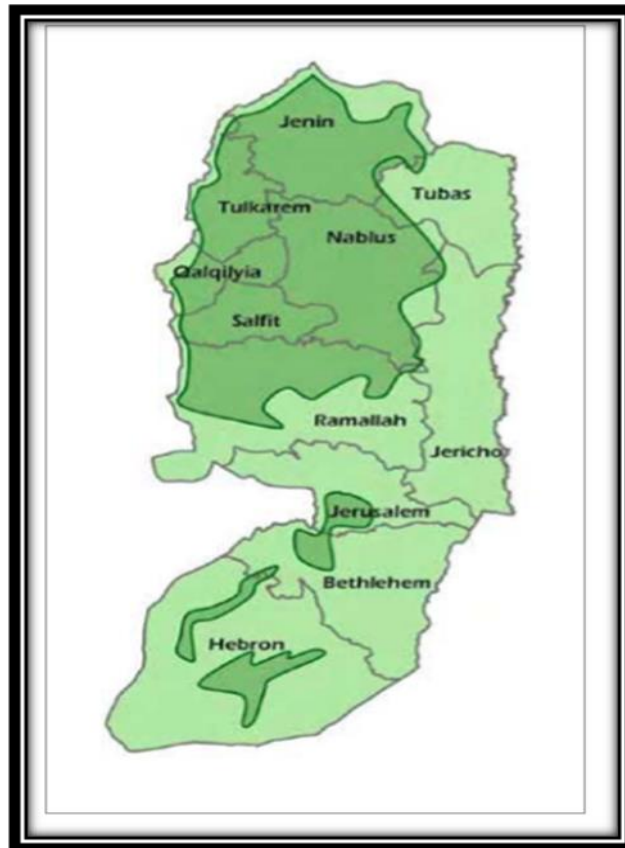 Jenin
Tubas
Tulkarem
Nablus
Qalqilyia
Salfit
Ramallah
Jericho
Jerusalem
Bethlehem
Hebron